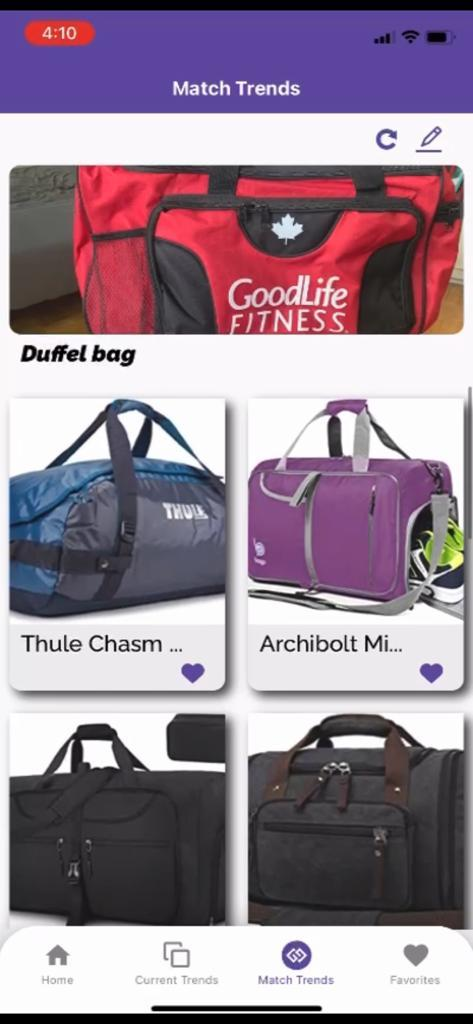 4:10
Match Trends
GoodLife
FITNESS
Duffel bag
THULE
Thule Chasm ...
Archibolt Mi...
Home
Current Trends
Match Trends
Favorites